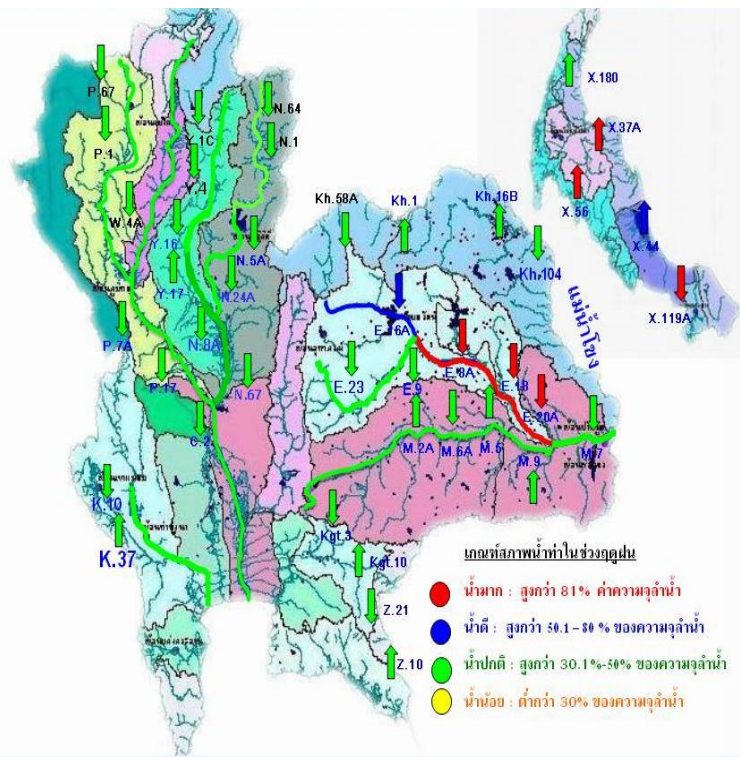 P.67
N.64
Y.1C
N.1
P.1
Y.4
W.4A
Y.16
N.5A
Y.17
N.24A
P.7A
N.8A
P.17
N.67
C.2
K.10
K.37
Kh.58A
Kh.1
Kh.16B
Kh.104
แม่น้ำโขง
E.16A
E.8A
E.23
E.9
E.18
E.20A
M.2A
M.6A
M.5
M.9
M.7
Kgt.3
Kgt.10
Z.21
Z.10
X.180
X.37A
X.56
X.44
X.119A
เกณฑ์สภาพน้ำท่าในช่วงฤดูฝน
น้ำมาก : สูงกว่า 81% ค่าความจุลำน้ำ
น้ำดี : สูงกว่า 50.1 - 80 % ของความจุลำน้ำ
น้ำปกติ : สูงกว่า 30.1%-50% ของความจุลำน้ำ
น้ำน้อย : ต่ำกว่า 30% ของความจุลำน้ำ